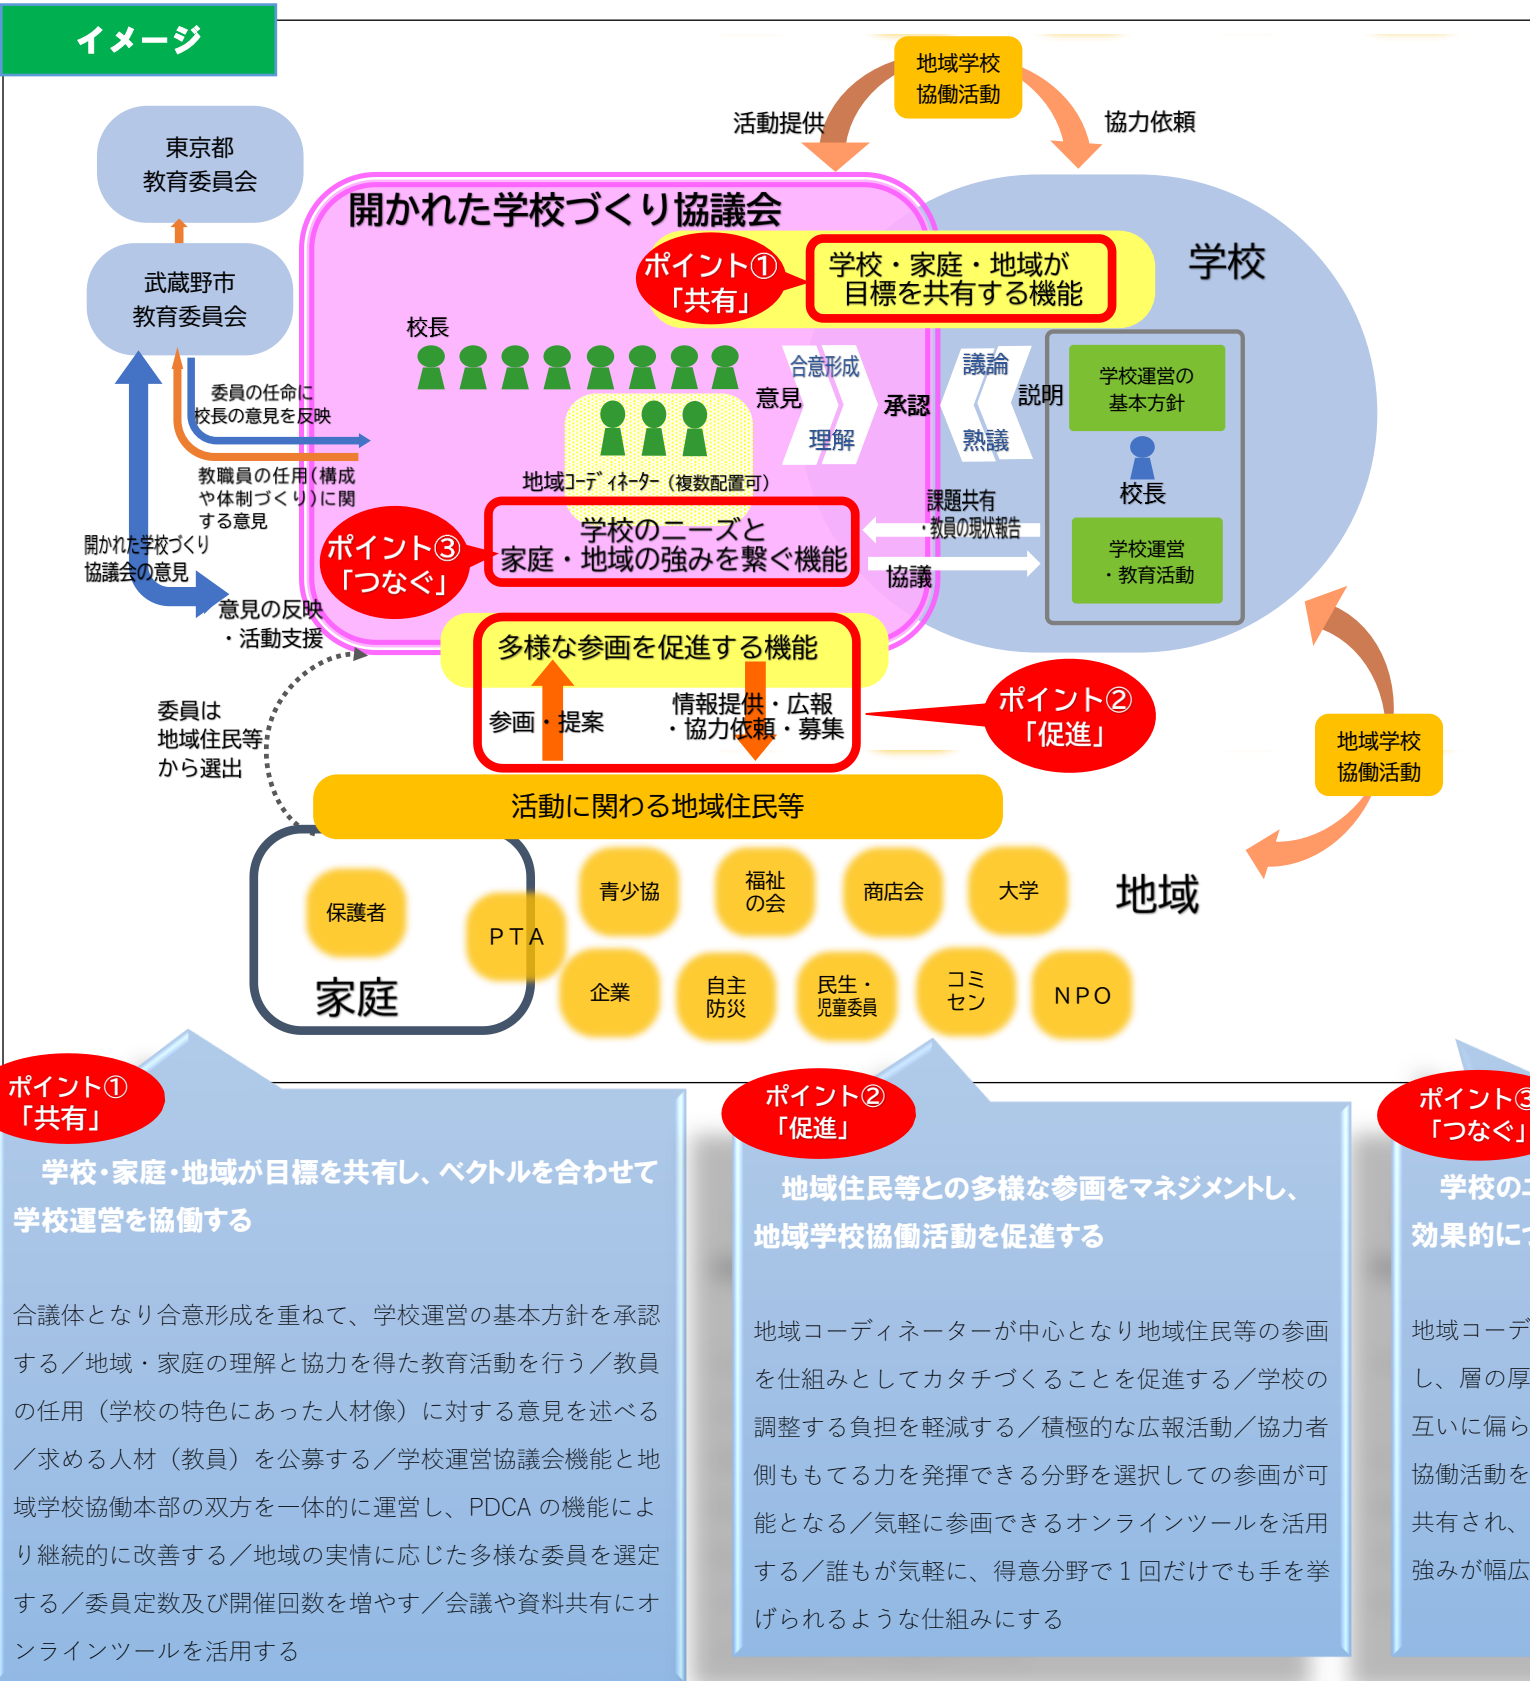 イメージ
地域学校
協働活動
活動提供
協力依頼
東京都
教育委員会
武蔵野市
教育委員会
開かれた学校づくり協議会
ポイント①
「共有」
学校・家庭・地域が
目標を共有する機能
学校
校長
合意形成
意見
理解
承認
議論
説明
熟議
学校運営の
基本方針
校長
学校運営
・教育活動
委員の任命に
校長の意見を反映
教職員の任用(構成
や体制づくり)に関
する意見
開かれた学校づくり
協議会の意見
意見の反映
・活動支援
地域ｺｰﾃﾞｨﾈｰﾀｰ（複数配置可）
ポイント③
「つなぐ」
学校のニーズと
家庭・地域の強みを繋ぐ機能
課題共有
・教員の現状報告
協議
多様な参画を促進する機能
参画・提案
情報提供・広報
・協力依頼・募集
ポイント②
「促進」
委員は
地域住民等
から選出
地域学校
協働活動
活動に関わる地域住民等
保護者
ＰＴＡ
家庭
青少協
福祉
の会
商店会
大学
地域
企業
自主
防災
民生・
児童委員
コミ
セン
ＮＰＯ
ポイント①
「共有」
学校・家庭・地域が目標を共有し、ベクトルを合わせて
学校運営を協働する
合議体となり合意形成を重ねて、学校運営の基本方針を承認
する／地域・家庭の理解と協力を得た教育活動を行う／教員
の任用（学校の特色にあった人材像）に対する意見を述べる
／求める人材（教員）を公募する／学校運営協議会機能と地
域学校協働本部の双方を一体的に運営し、PDCA の機能によ
り継続的に改善する／地域の実情に応じた多様な委員を選定
する／委員定数及び開催回数を増やす／会議や資料共有にオ
ンラインツールを活用する
ポイント②
「促進」
地域住民等との多様な参画をマネジメントし、
地域学校協働活動を促進する
地域コーディネーターが中心となり地域住民等の参画
を仕組みとしてカタチづくることを促進する／学校の
調整する負担を軽減する／積極的な広報活動／協力者
側ももてる力を発揮できる分野を選択しての参画が可
能となる／気軽に参画できるオンラインツールを活用
する／誰もが気軽に、得意分野で１回だけでも手を挙
げられるような仕組みにする
ポイント③
「つなぐ」
学校の
効果的に
地域コーデ
し、層の厚
互いに偏ら
協働活動を
共有され、
強みが幅広